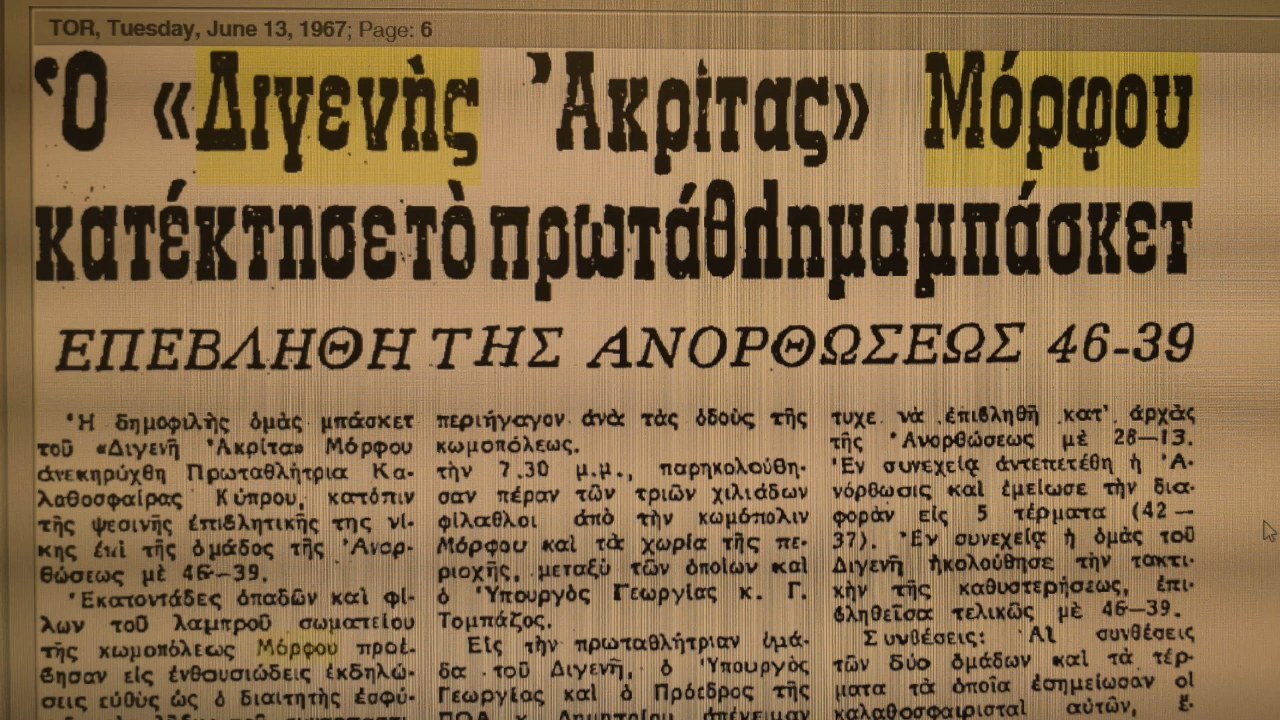 TOR, Tuesday, June 13, 1967; Page: 6
Ὁ «Διγενὴς Ἀκρίτας» Μόρφου
κατέκτησε τὸ πρωτάθλημα μπάσκετ
ΕΠΕΒΛΗΘΗ ΤΗΣ ΑΝΟΡΘΩΣΕΩΣ 46-39
Ἡ δημοφιλὴς ὁμὰς μπάσκετ
τοῦ «Διγενῆ Ἀκρίτα» Μόρφου
ἀνεκηρύχθη Πρωταθλήτρια Κα-
λαθοσφαίρας Κύπρου, κατόπιν
τῆς ψεσινῆς ἐπιβλητικῆς της νί-
κης ἐπὶ τῆς ὁμάδος τῆς Ἀνορ-
θώσεως μὲ 46—39.
Ἑκατοντάδες ὀπαδῶν καὶ φί-
λων τοῦ λαμπροῦ σωματείου
τῆς κωμοπόλεως Μόρφου προέ-
βησαν εἰς ἐνθουσιώδεις ἐκδηλώ-
σεις εὐθὺς ὡς ὁ διαιτητὴς ἐσφύ-
περιήγαγον ἀνὰ τὰς ὁδοὺς τῆς
κωμοπόλεως.
τὴν 7.30 μ.μ., παρηκολούθη-
σαν πέραν τῶν τριῶν χιλιάδων
φίλαθλοι ἀπὸ τὴν κωμόπολιν
Μόρφου καὶ τὰ χωρία τῆς πε-
ριοχῆς, μεταξὺ τῶν ὁποίων καὶ
ὁ Ὑπουργὸς Γεωργίας κ. Γ.
Τομπάζος.
Εἰς τὴν πρωταθλήτριαν ὁμά-
δα τοῦ Διγενῆ, ὁ Ὑπουργὸς
Γεωργίας καὶ ὁ Πρόεδρος τῆς
ΠΟΑ κ. Δημητρίου ἀπένειμαν
τυχε νὰ ἐπιβληθῆ κατ' ἀρχὰς
τῆς Ἀνορθώσεως μὲ 28—13.
Ἐν συνεχείᾳ ἀντεπετέθη ἡ Ἀ-
νόρθωσις καὶ ἐμείωσε τὴν δια-
φορὰν εἰς 5 τέρματα (42—
37). Ἐν συνεχείᾳ ἡ ὁμὰς τοῦ
Διγενῆ ἠκολούθησε τὴν τακτι-
κὴν τῆς καθυστερήσεως, ἐπι-
βληθεῖσα τελικῶς μὲ 46—39.
Συνθέσεις: Αἱ συνθέσεις
τῶν δύο ὁμάδων καὶ τὰ τέρ-
ματα τὰ ὁποῖα ἐσημείωσαν οἱ
καλαθοσφαιρισταὶ αὐτῶν, ἔ-